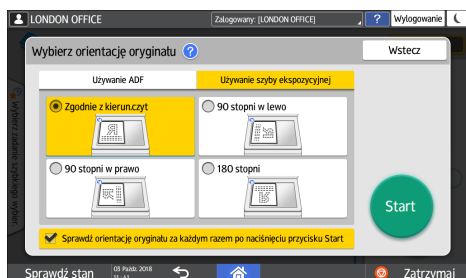 LONDON OFFICE
Zalogowany: [LONDON OFFICE]
? Wylogowanie
Wybierz orientację oryginału ?
Wstecz
Używanie ADF
Używanie szyby ekspozycyjnej
Zgodnie z kierun.czyt
90 stopni w lewo
90 stopni w prawo
180 stopni
Start
Sprawdź orientację oryginału za każdym razem po naciśnięciu przycisku Start
Sprawdź stan
03 Paźdz. 2018
Zatrzymaj